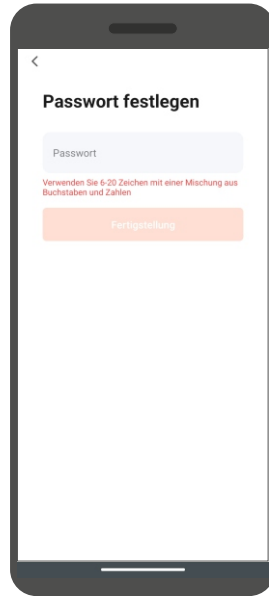 Passwort festlegen
Passwort
Verwenden Sie 6-20 Zeichen mit einer Mischung aus
Buchstaben und Zahlen
Fertigstellung